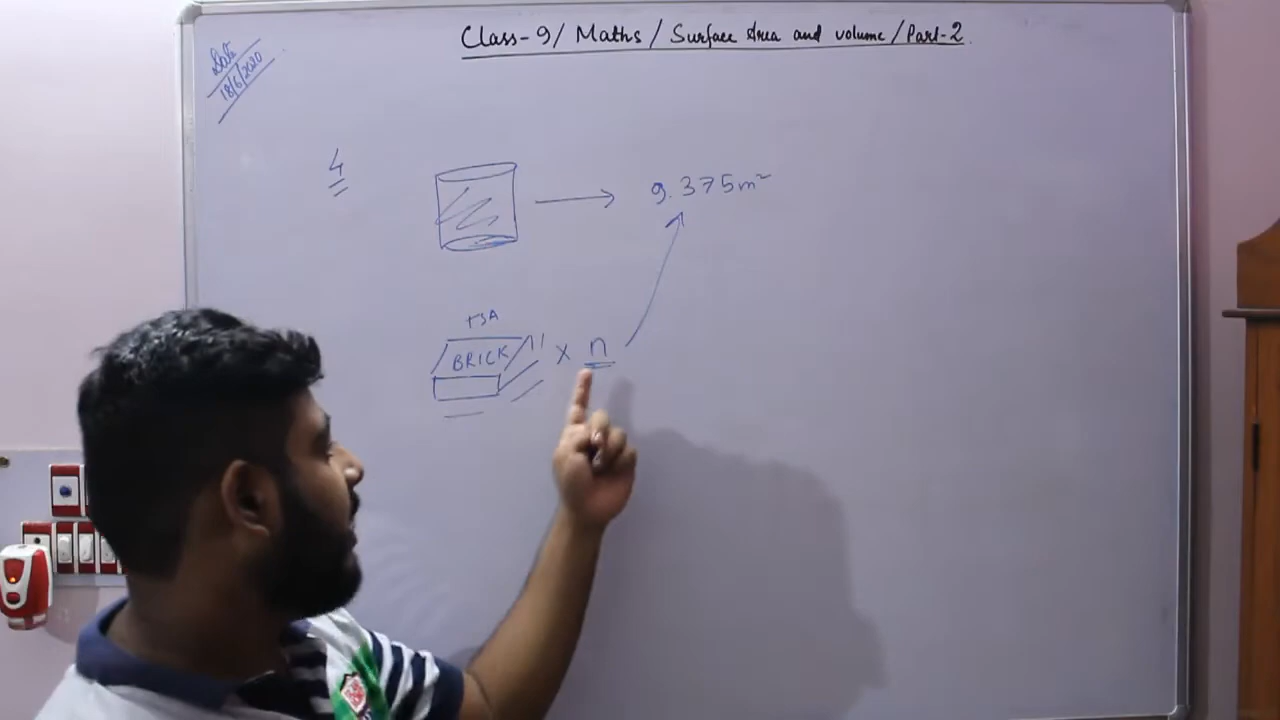 Class-9/ Maths / Surface Area and volume / Part-2
Date
18/6/2020
4
9.375m²
TSA
BRICK × n